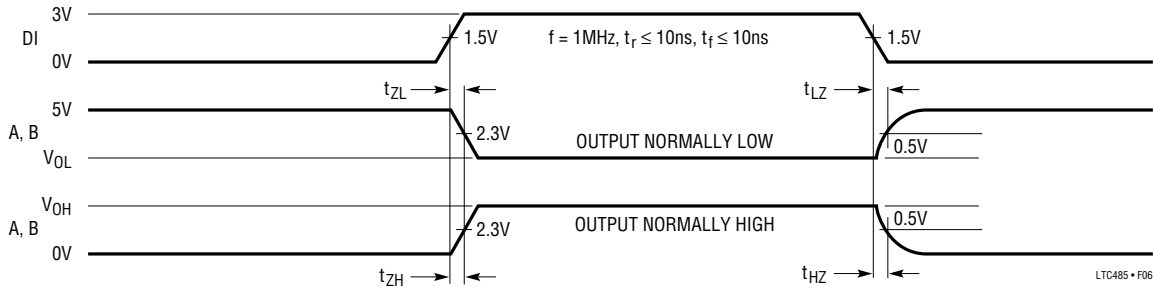 3V
DI
0V
1.5V
f = 1MHz, tr ≤ 10ns, tf ≤ 10ns
1.5V
tZL
tLZ
5V
A, B
VOL
2.3V
OUTPUT NORMALLY LOW
0.5V
VOH
A, B
0V
2.3V
OUTPUT NORMALLY HIGH
0.5V
tZH
tHZ
LTC485 • F06